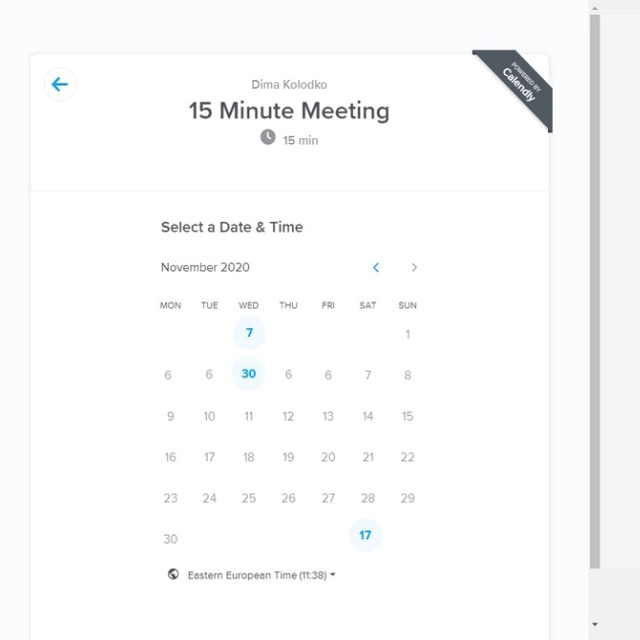 Dima Kolodko
15 Minute Meeting
15 min
POWERED BY
Calendly
Select a Date & Time
November 2020
MON TUE WED THU FRI SAT SUN
7 1
6 6 30 6 6 7 8
9 10 11 12 13 14 15
16 17 18 19 20 21 22
23 24 25 26 27 28 29
30 17
Eastern European Time (11:38)